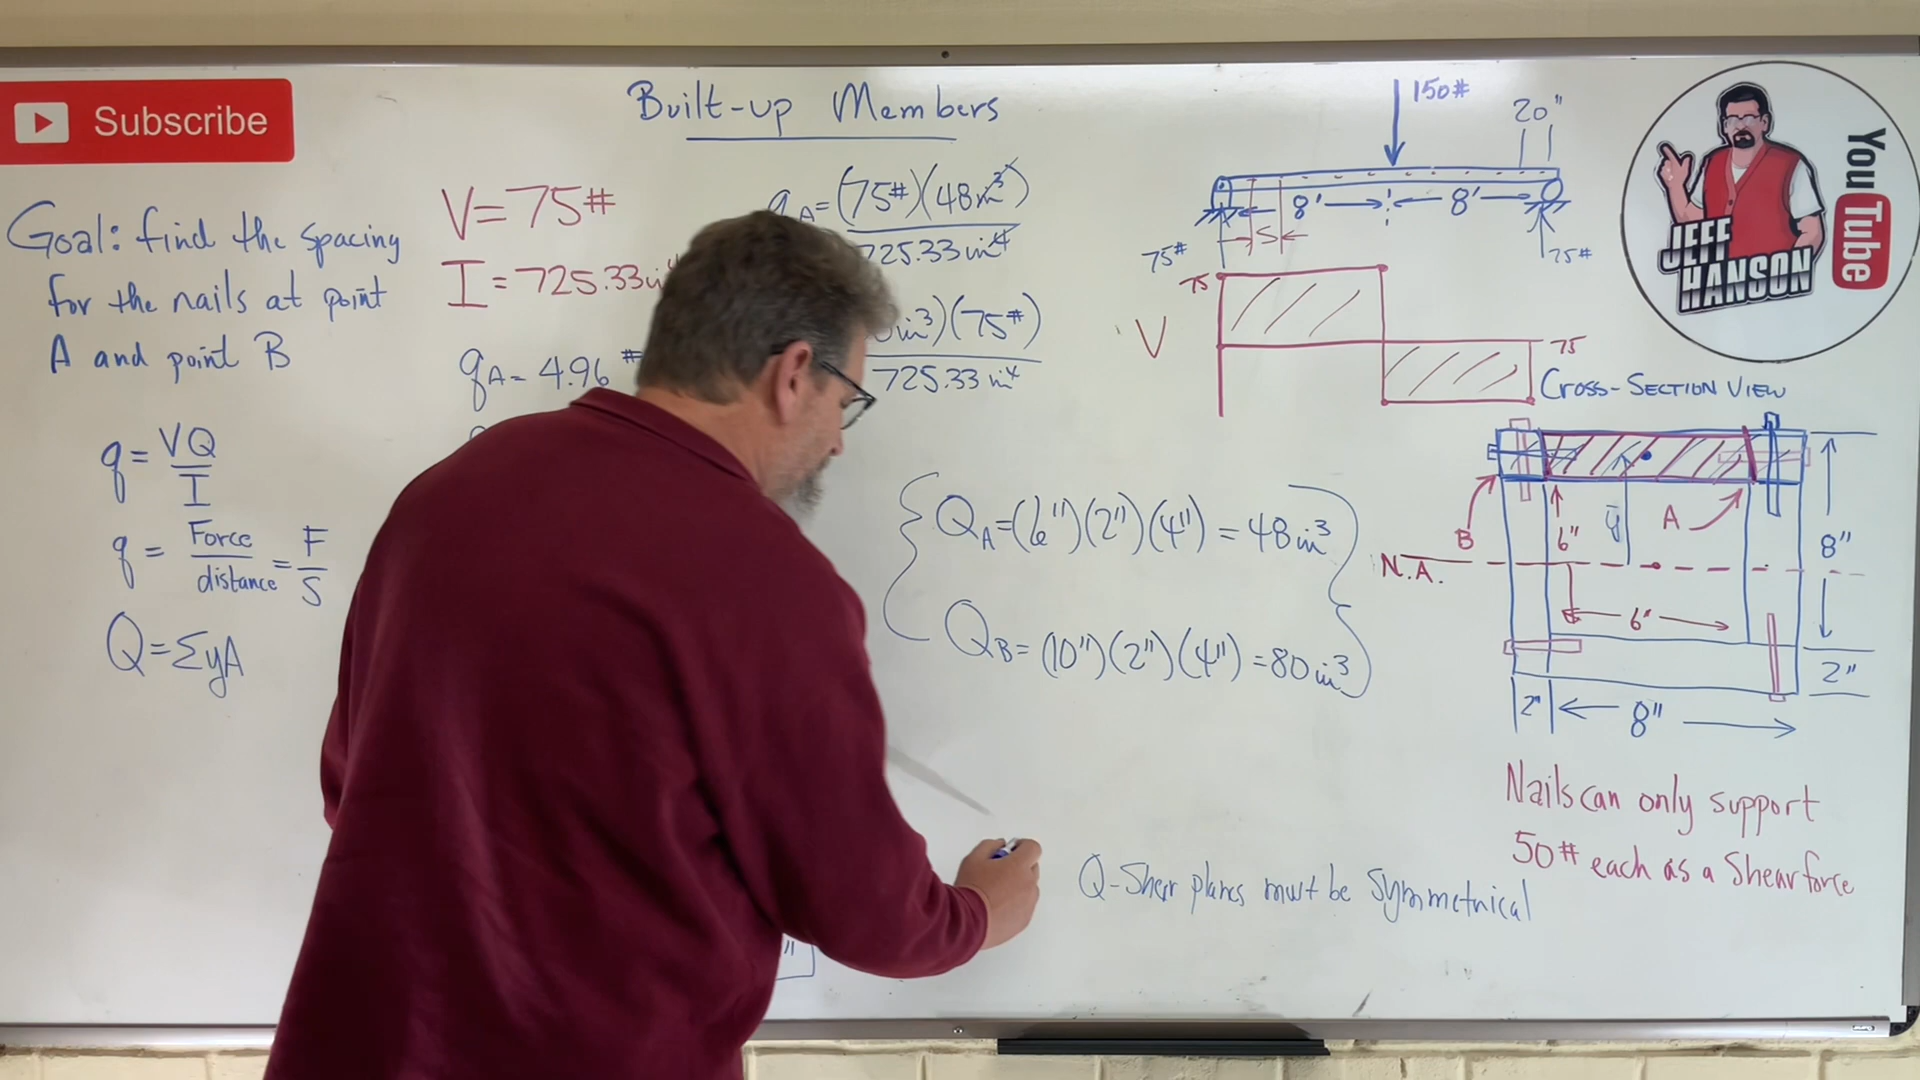 Subscribe
Built-up Members
Goal: find the spacing
for the nails at point
A and point B
q = VQ
I
q = Force = F
distance S
Q = ΣyA
V = 75#
I = 725.33in
qA = 4.96 #
qA = (75#)(48in³)
725.33in⁴
in³)(75#)
725.33in⁴
{QA = (6")(2")(4") = 48in³
QB = (10")(2")(4") = 80in³}
"
150#
20"
8' 8'
S
75# 75#
75
V
75
CROSS-SECTION VIEW
B 6" ȳ A 8"
N.A.
6"
2"
2" 8"
Nails can only support
50# each as a Shear force
Q-Shear planes must be Symmetrical
JEFF
HANSON
YouTube